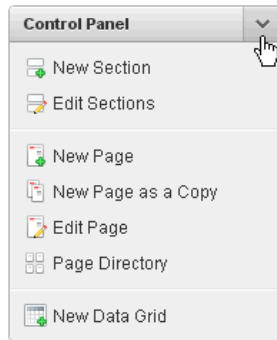 Control Panel
New Section
Edit Sections
New Page
New Page as a Copy
Edit Page
Page Directory
New Data Grid